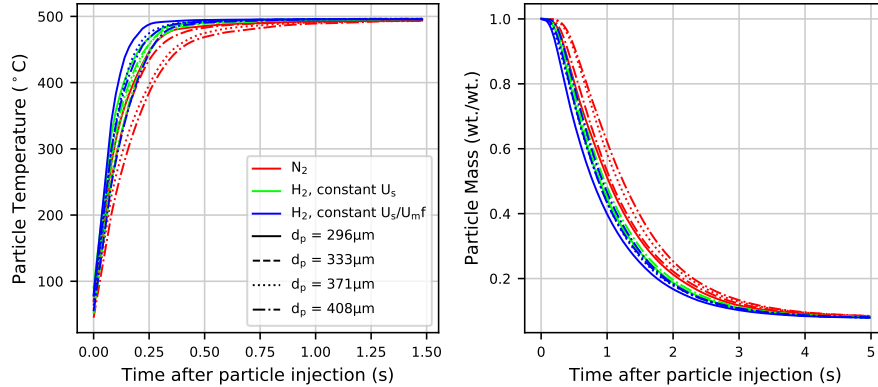 500
400
300
200
100
Particle Temperature (°C)
N₂
H₂, constant Uₛ
H₂, constant Uₛ/Uₘf
dₚ = 296μm
dₚ = 333μm
dₚ = 371μm
dₚ = 408μm
0.00 0.25 0.50 0.75 1.00 1.25 1.50
Time after particle injection (s)
1.0
0.8
0.6
0.4
0.2
Particle Mass (wt./wt.)
0 1 2 3 4 5
Time after particle injection (s)